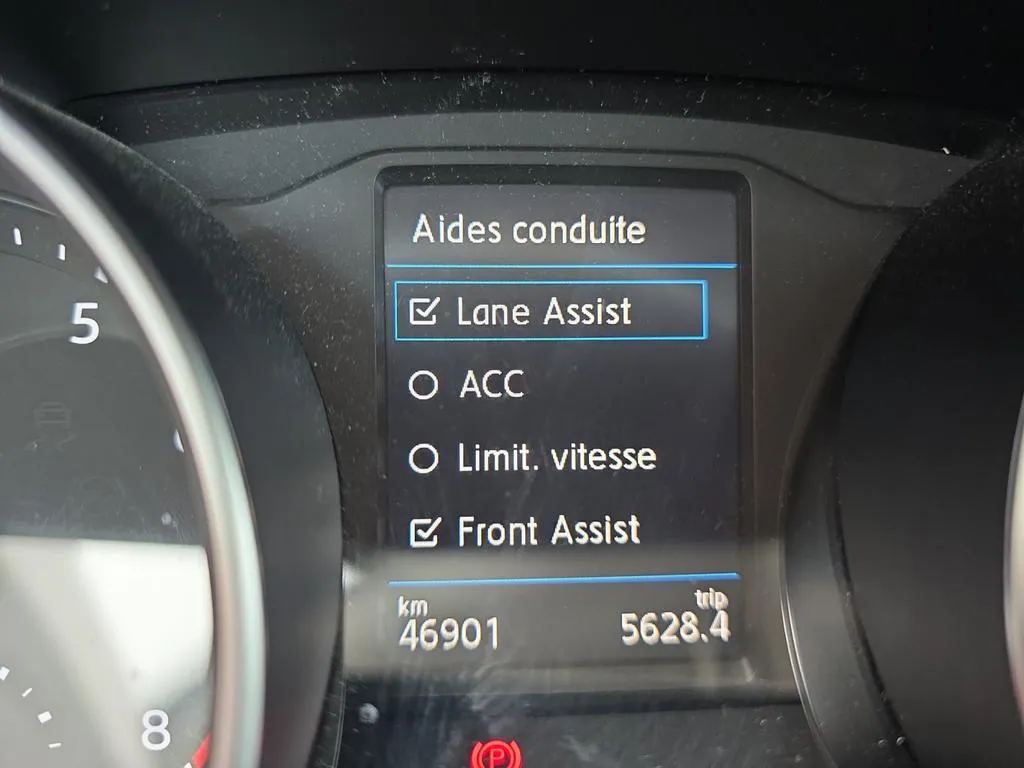 Aides conduite
Lane Assist
ACC
Limit. vitesse
Front Assist
km
trip
46901
5628.4
5
8
P